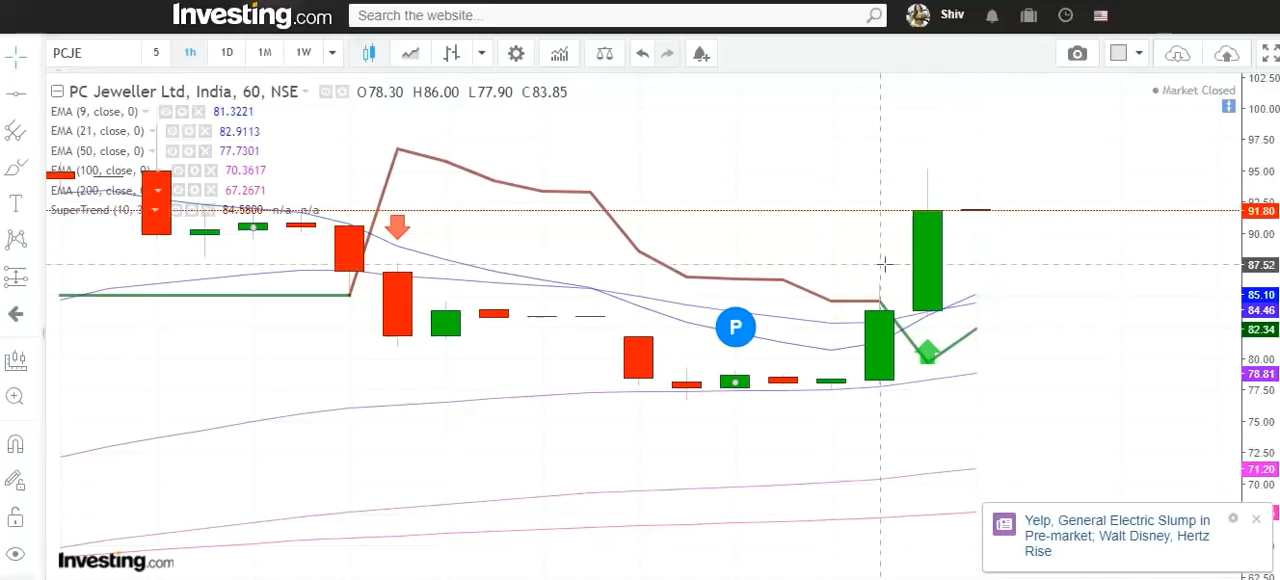 Investing.com
Search the website...
Shiv
PCJE
5
1h
1D
1M
1W
PC Jeweller Ltd, India, 60, NSE
O78.30 H86.00 L77.90 C83.85
Market Closed
EMA (9, close, 0)
81.3221
EMA (21, close, 0)
82.9113
EMA (50, close, 0)
77.7301
EMA (100, close, 0)
70.3617
EMA (200, close,
67.2671
SuperTrend (10, 3
84.5800 n/a n/a
P
102.50
100.00
97.50
95.00
91.80
90.00
87.52
85.10
84.46
82.34
80.00
78.81
77.50
75.00
72.50
71.20
70.00
Yelp, General Electric Slump in
Pre-market; Walt Disney, Hertz
Rise
Investing.com